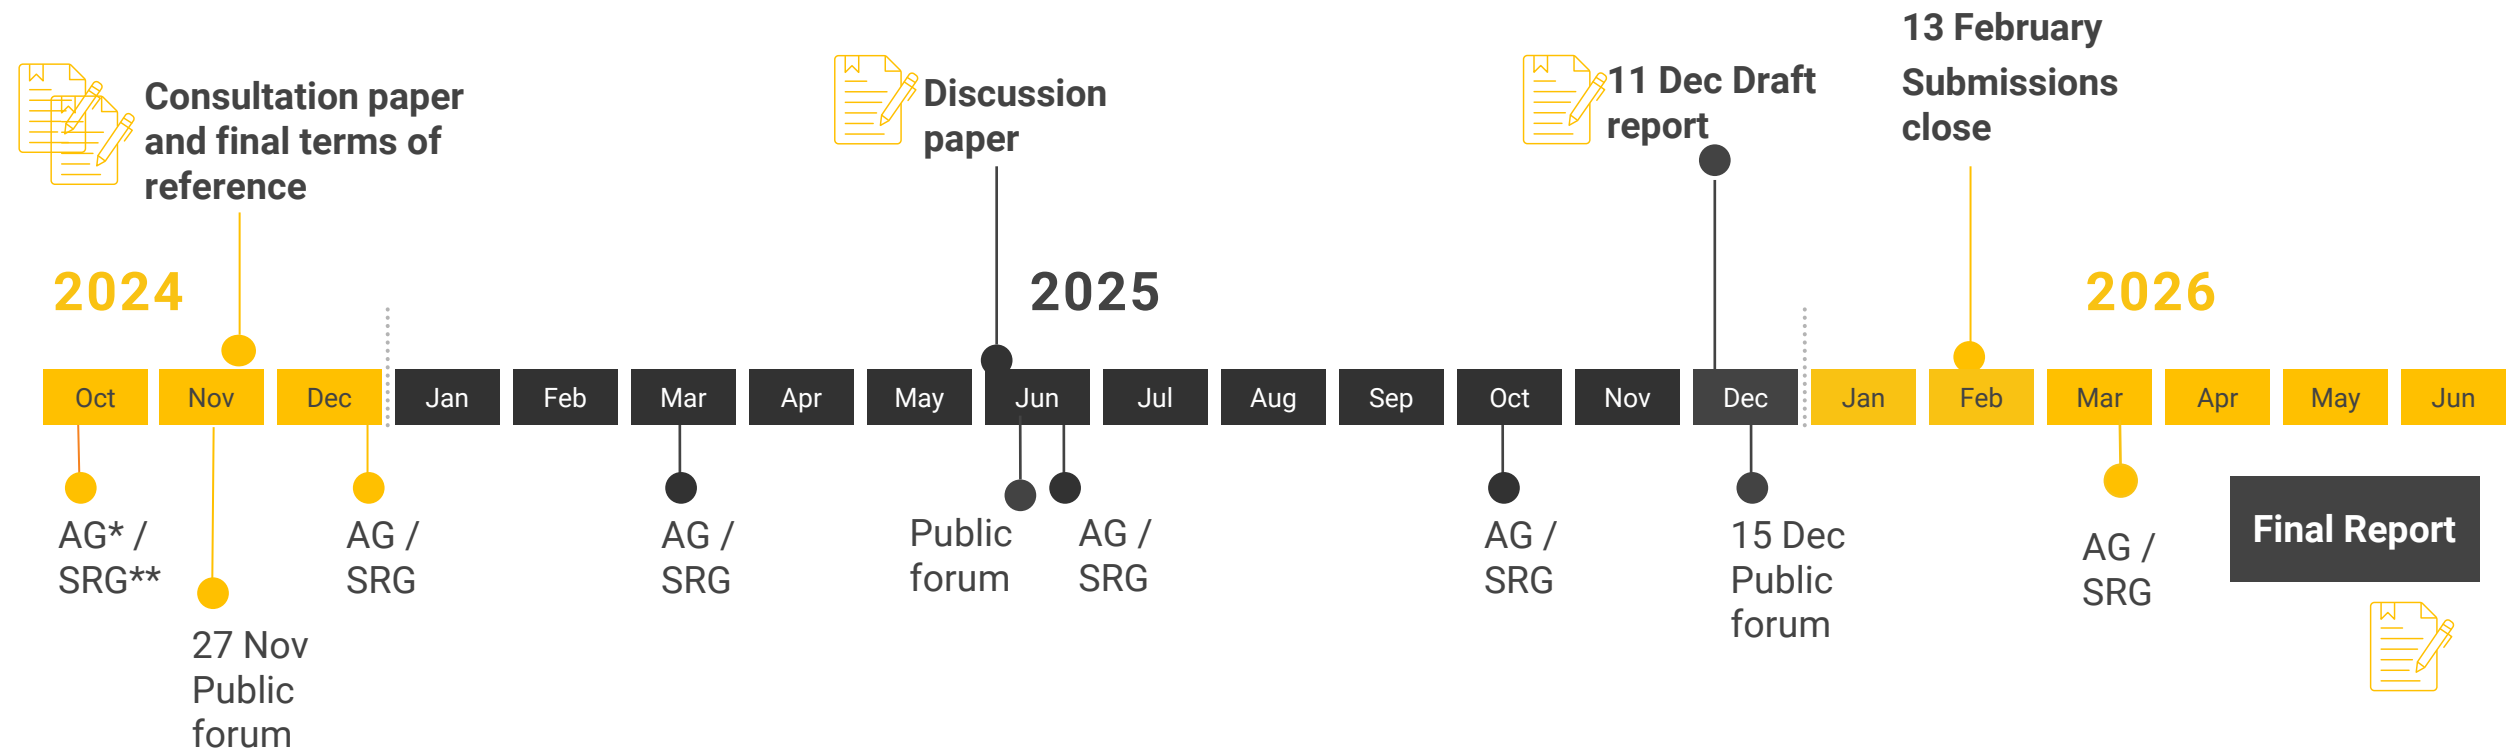 Consultation paper
and final terms of
reference
Discussion
paper
11 Dec Draft
report
13 February
Submissions
close
2024
2025
2026
Oct
Nov
Dec
Jan
Feb
Mar
Apr
May
Jun
Jul
Aug
Sep
Oct
Nov
Dec
Jan
Feb
Mar
Apr
May
Jun
AG* /
SRG**
27 Nov
Public
forum
AG /
SRG
AG /
SRG
Public
forum
AG /
SRG
AG /
SRG
15 Dec
Public
forum
AG /
SRG
Final Report